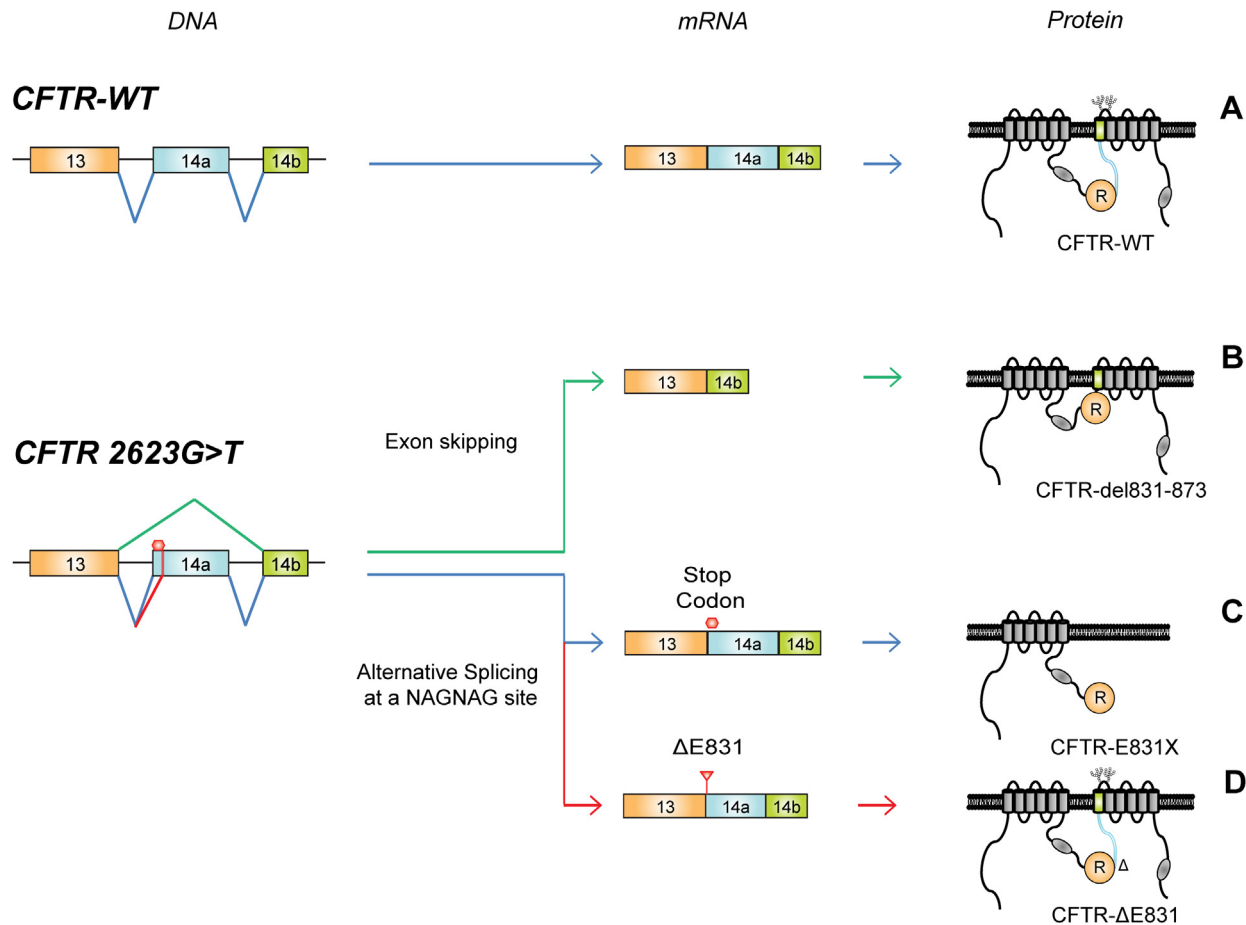 DNA
mRNA
Protein
CFTR-WT
A
13
14a
14b
13
14a
14b
R
CFTR-WT
B
13
14b
R
Exon skipping
CFTR 2623G>T
CFTR-del831-873
13
14a
14b
Stop
Codon
C
13
14a
14b
Alternative Splicing
at a NAGNAG site
R
CFTR-E831X
ΔE831
D
13
14a
14b
R
Δ
CFTR-ΔE831